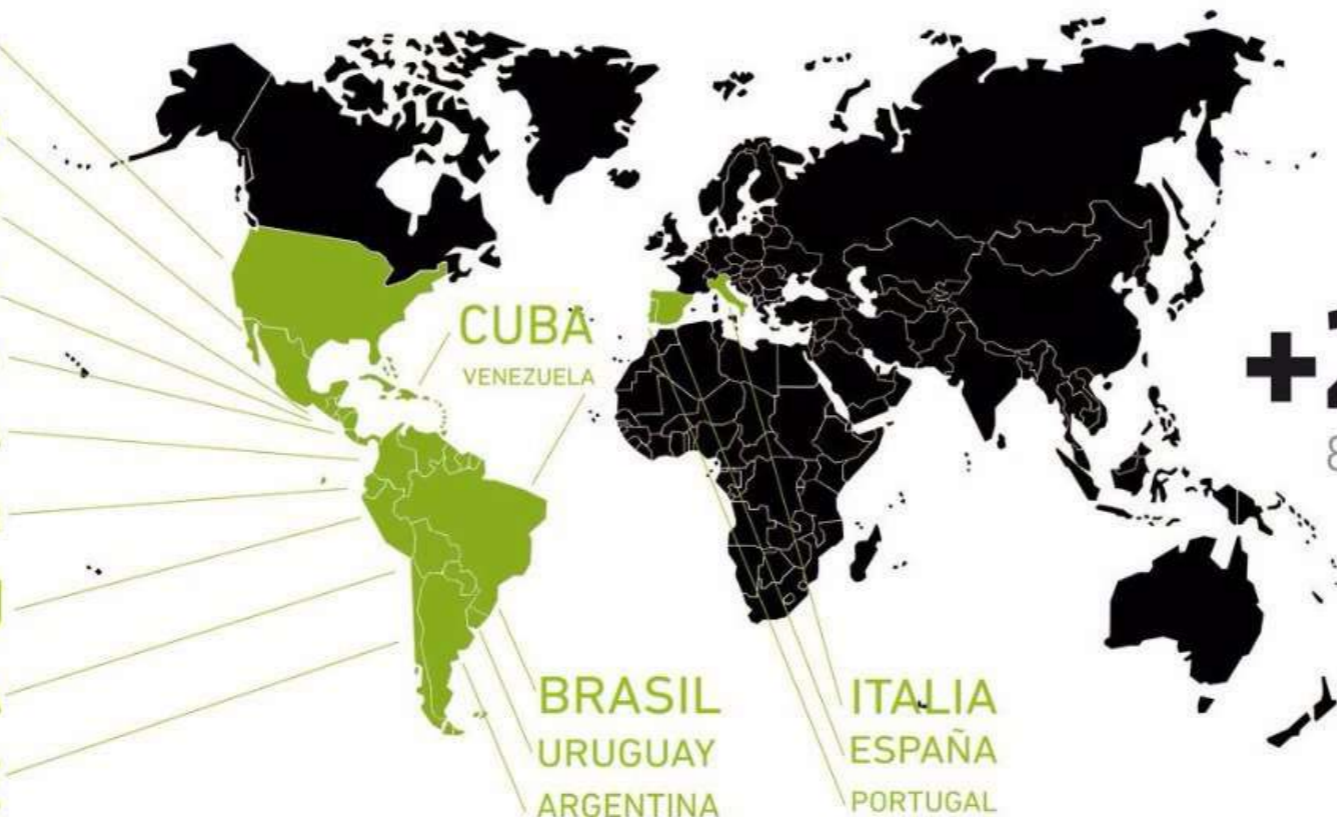 CUBA
VENEZUELA
+
BRASIL
URUGUAY
ARGENTINA
ITALIA
ESPAÑA
PORTUGAL